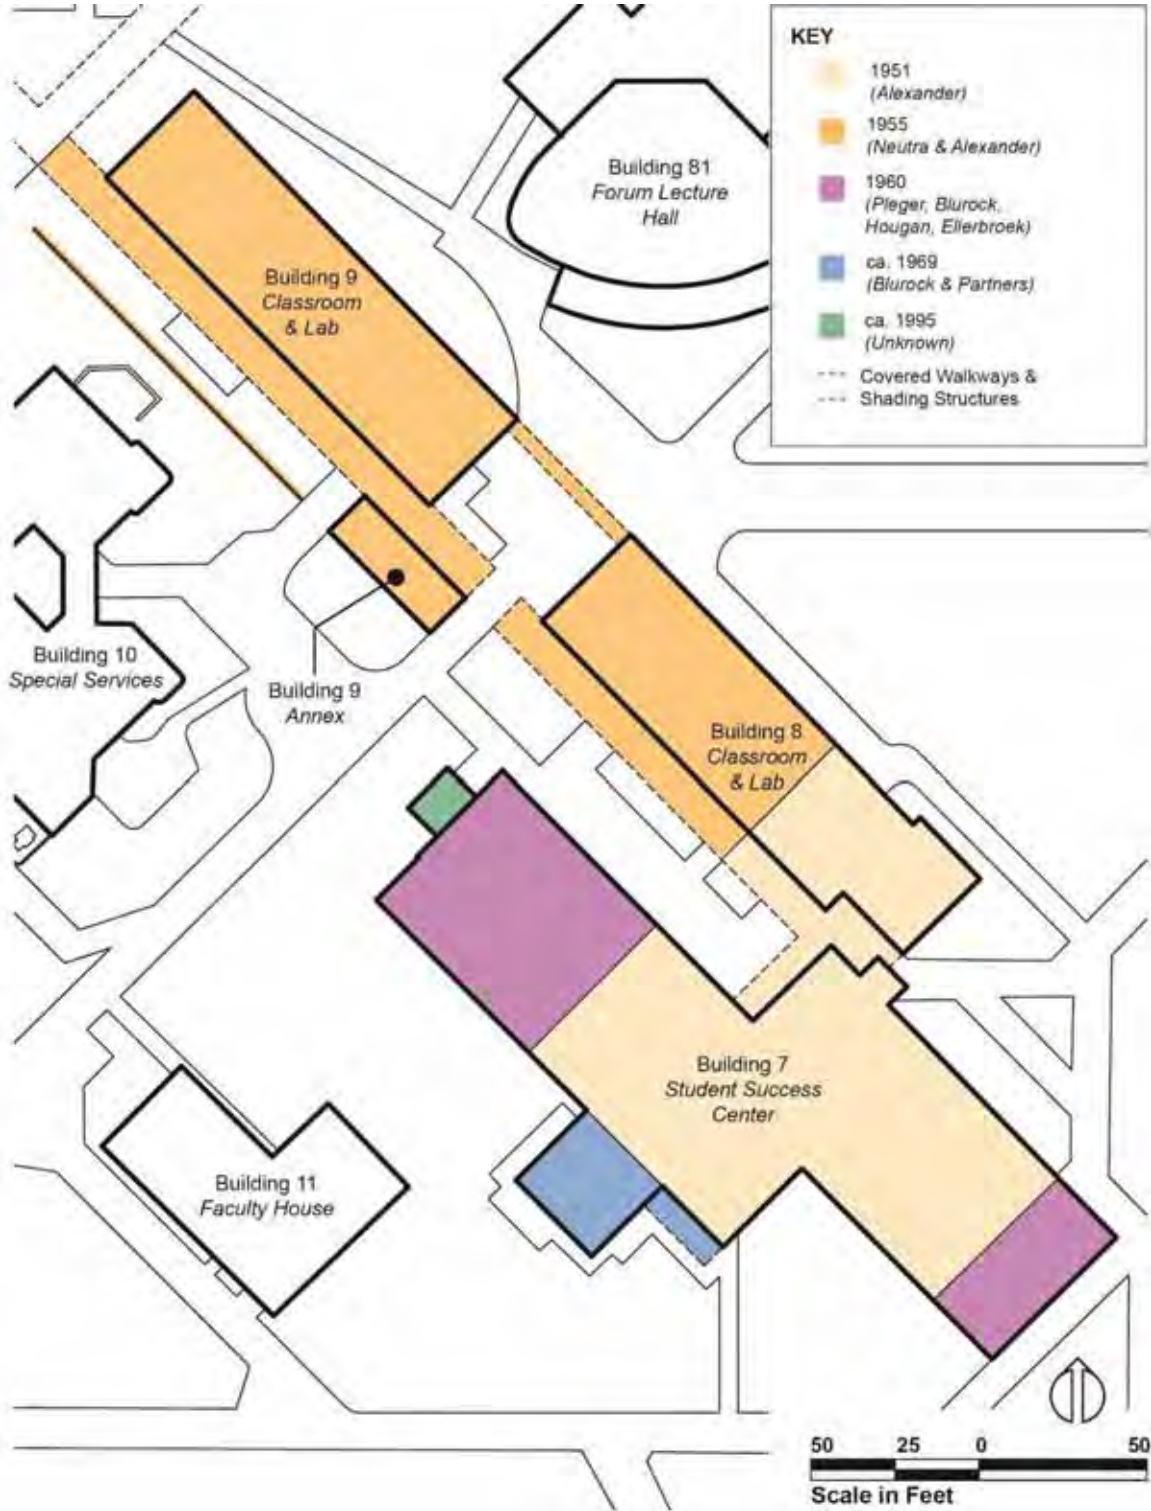 KEY
1951
(Alexander)
1955
(Neutra & Alexander)
1960
(Pleger, Blurock,
Hougan, Ellerbroek)
ca. 1969
(Blurock & Partners)
ca. 1995
(Unknown)
Covered Walkways &
Shading Structures
Building 81
Forum Lecture
Hall
Building 9
Classroom
& Lab
Building 10
Special Services
Building 9
Annex
Building 8
Classroom
& Lab
Building 7
Student Success
Center
Building 11
Faculty House
50 25 0 50
Scale in Feet